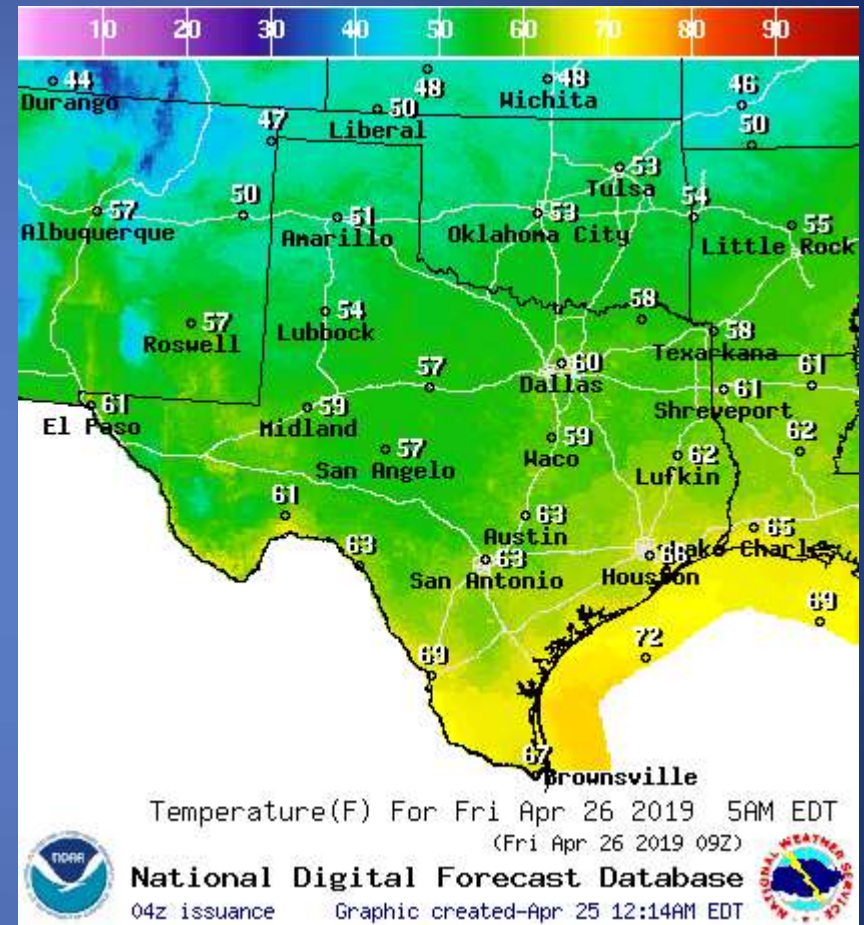 10 20 30 40 50 60 70 80 90
44 Durango
48
48 Wichita
46
50 Liberal
47
50
53 Tulsa
57 Albuquerque
50
51 Amarillo
53 Oklahoma City
54
55 Little Rock
57 Roswell
54 Lubbock
58
58 Texarkana
60 Dallas
57
61 Shreveport
61
61 El Paso
59 Midland
57 San Angelo
59 Waco
62 Lufkin
62
61
63 Austin
63
63 San Antonio
66 Houston
65 Lake Charles
69
72
69
67 Brownsville
Temperature(F) For Fri Apr 26 2019 5AM EDT
(Fri Apr 26 2019 09Z)
NOAA
National Digital Forecast Database
04z issuance Graphic created-Apr 25 12:14AM EDT
NATIONAL WEATHER SERVICE